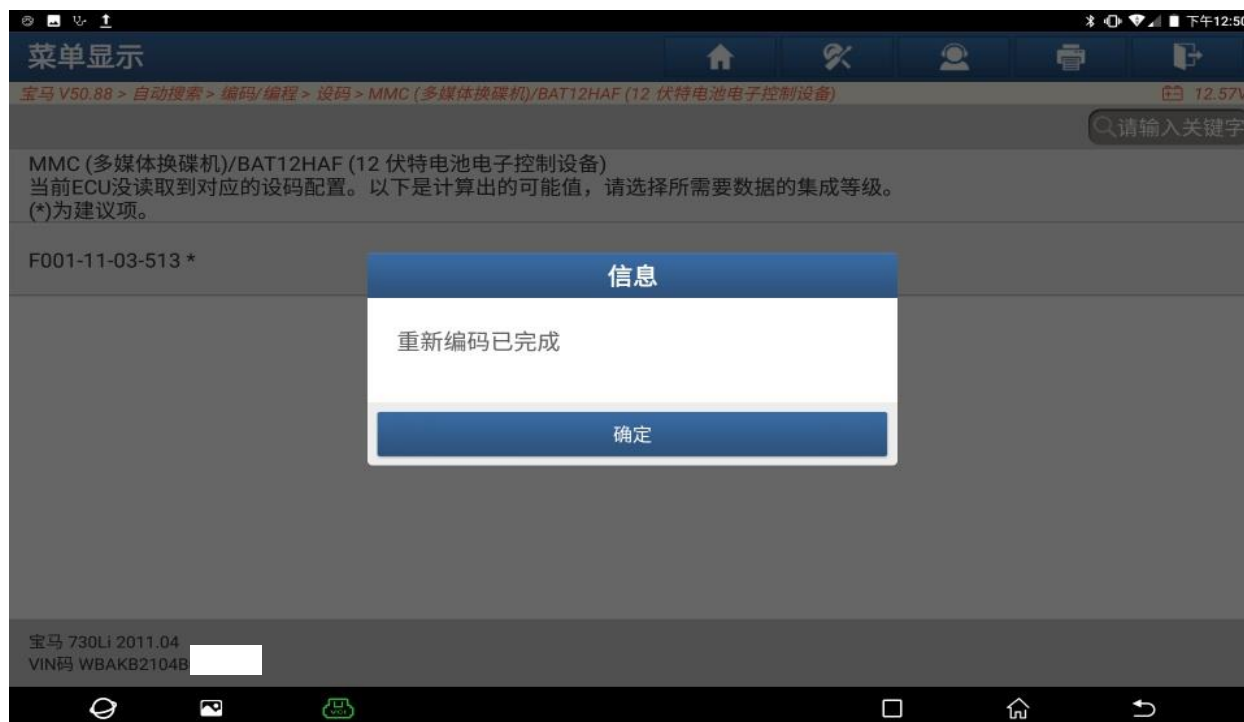 下午12:50
菜单显示
宝马 V50.88 > 自动搜索 > 编码/编程 > 设码 > MMC (多媒体换碟机)/BAT12HAF (12 伏特电池电子控制设备)
12.57V
请输入关键字
MMC (多媒体换碟机)/BAT12HAF (12 伏特电池电子控制设备)
当前ECU没读取到对应的设码配置。以下是计算出的可能值，请选择所需要数据的集成等级。
(*)为建议项。
F001-11-03-513 *
信息
重新编码已完成
确定
宝马 730Li 2011.04
VIN码 WBAKB2104B
VCI